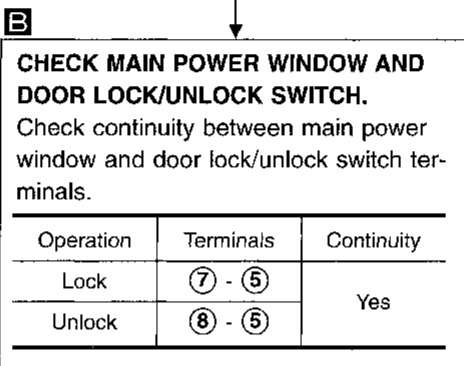 B
CHECK MAIN POWER WINDOW AND
DOOR LOCK/UNLOCK SWITCH.
Check continuity between main power
window and door lock/unlock switch ter-
minals.
Operation Terminals Continuity
Lock ⑦ - ⑤
Yes
Unlock ⑧ - ⑤